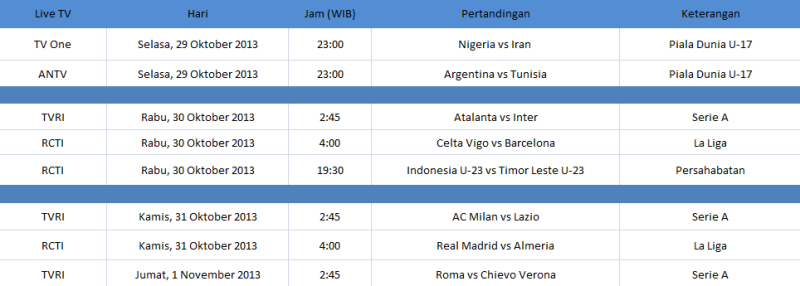 Live TV Hari Jam (WIB) Pertandingan Keterangan
TV One Selasa, 29 Oktober 2013 23:00 Nigeria vs Iran Piala Dunia U-17
ANTV Selasa, 29 Oktober 2013 23:00 Argentina vs Tunisia Piala Dunia U-17
TVRI Rabu, 30 Oktober 2013 2:45 Atalanta vs Inter Serie A
RCTI Rabu, 30 Oktober 2013 4:00 Celta Vigo vs Barcelona La Liga
RCTI Rabu, 30 Oktober 2013 19:30 Indonesia U-23 vs Timor Leste U-23 Persahabatan
TVRI Kamis, 31 Oktober 2013 2:45 AC Milan vs Lazio Serie A
RCTI Kamis, 31 Oktober 2013 4:00 Real Madrid vs Almeria La Liga
TVRI Jumat, 1 November 2013 2:45 Roma vs Chievo Verona Serie A